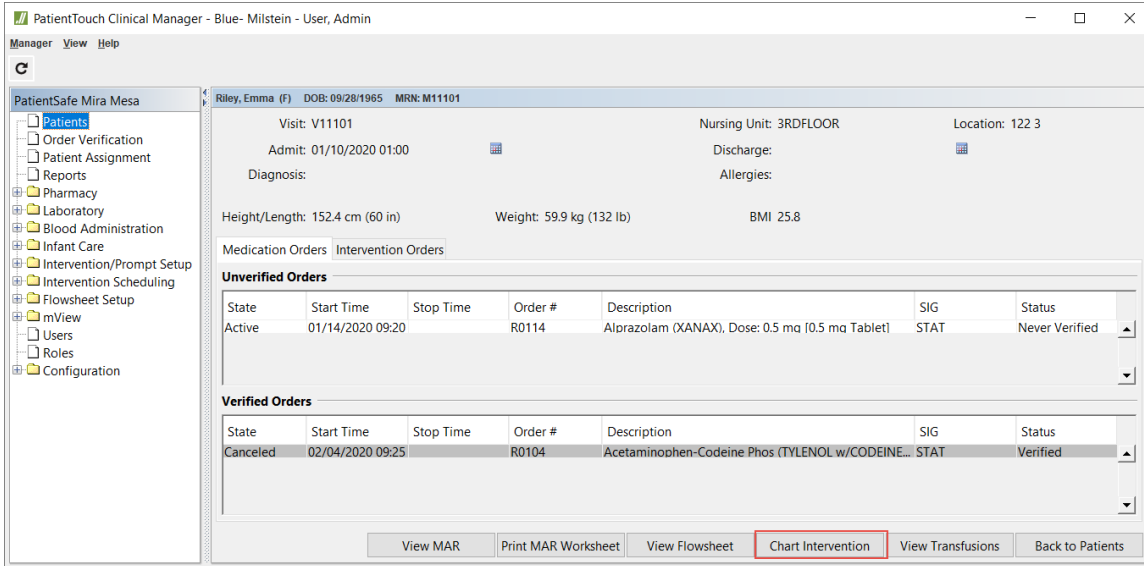 PatientTouch Clinical Manager - Blue- Milstein - User, Admin
Manager View Help
PatientSafe Mira Mesa
Patients
Order Verification
Patient Assignment
Reports
Pharmacy
Laboratory
Blood Administration
Infant Care
Intervention/Prompt Setup
Intervention Scheduling
Flowsheet Setup
mView
Users
Roles
Configuration
Riley, Emma (F) DOB: 09/28/1965 MRN: M11101
Visit: V11101 Nursing Unit: 3RDFLOOR Location: 122 3
Admit: 01/10/2020 01:00 Discharge:
Diagnosis: Allergies:
Height/Length: 152.4 cm (60 in) Weight: 59.9 kg (132 lb) BMI 25.8
Medication Orders Intervention Orders
Unverified Orders
State Start Time Stop Time Order # Description SIG Status
Active 01/14/2020 09:20 R0114 Alprazolam (XANAX), Dose: 0.5 mg [0.5 mg Tablet] STAT Never Verified
Verified Orders
State Start Time Stop Time Order # Description SIG Status
Canceled 02/04/2020 09:25 R0104 Acetaminophen-Codeine Phos (TYLENOL w/CODEINE... STAT Verified
View MAR Print MAR Worksheet View Flowsheet Chart Intervention View Transfusions Back to Patients